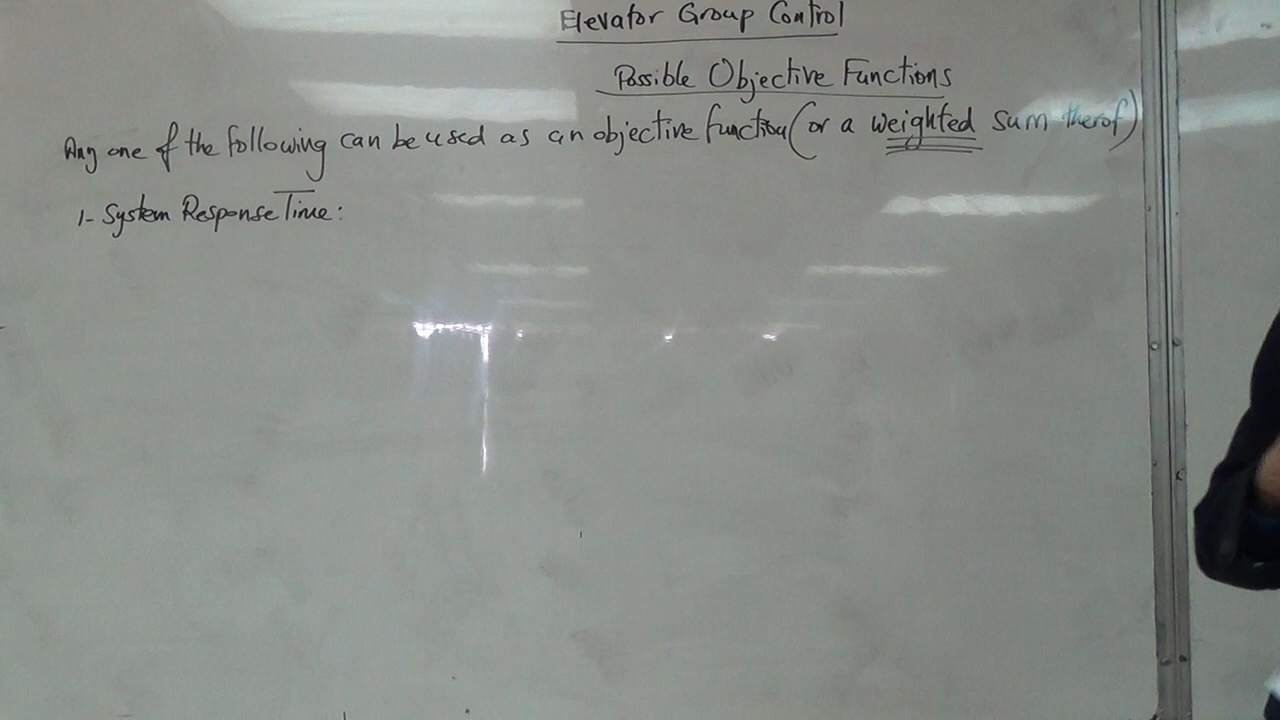 Elevator Group Control
Possible Objective Functions
Any one of the following can be used as an objective function (or a weighted sum therof)
1- System Response Time: